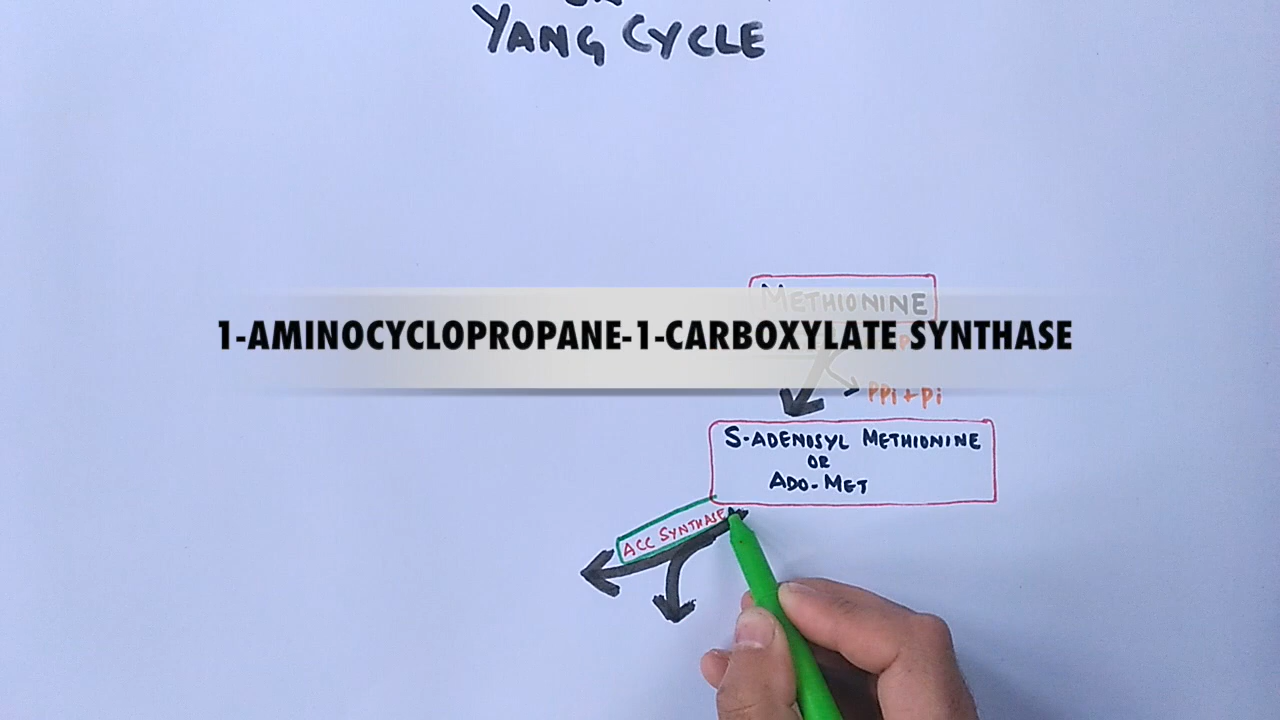 YANG CYCLE
METHIONINE
1-AMINOCYCLOPROPANE-1-CARBOXYLATE SYNTHASE
PPi + Pi
S-ADENOSYL METHIONINE
OR
ADO-MET
ACC SYNTHASE